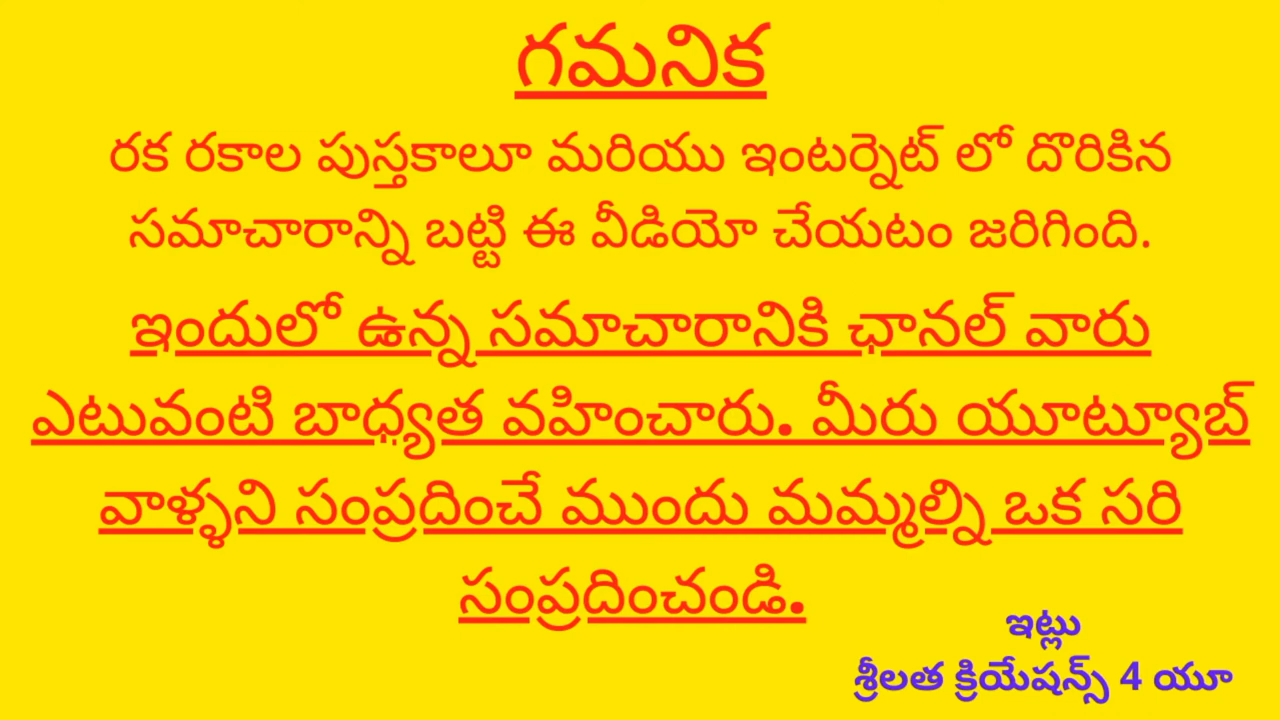 గమనిక
రక రకాల పుస్తకాలూ మరియు ఇంటర్నెట్ లో దొరికిన
సమాచారాన్ని బట్టి ఈ వీడియో చేయటం జరిగింది.
ఇందులో ఉన్న సమాచారానికి ఛానల్ వారు
ఎటువంటి బాధ్యత వహించారు. మీరు యూట్యూబ్
వాళ్ళని సంప్రదించే ముందు మమ్మల్ని ఒక సరి
సంప్రదించండి.
ఇట్లు
శ్రీలత క్రియేషన్స్ 4 యూ